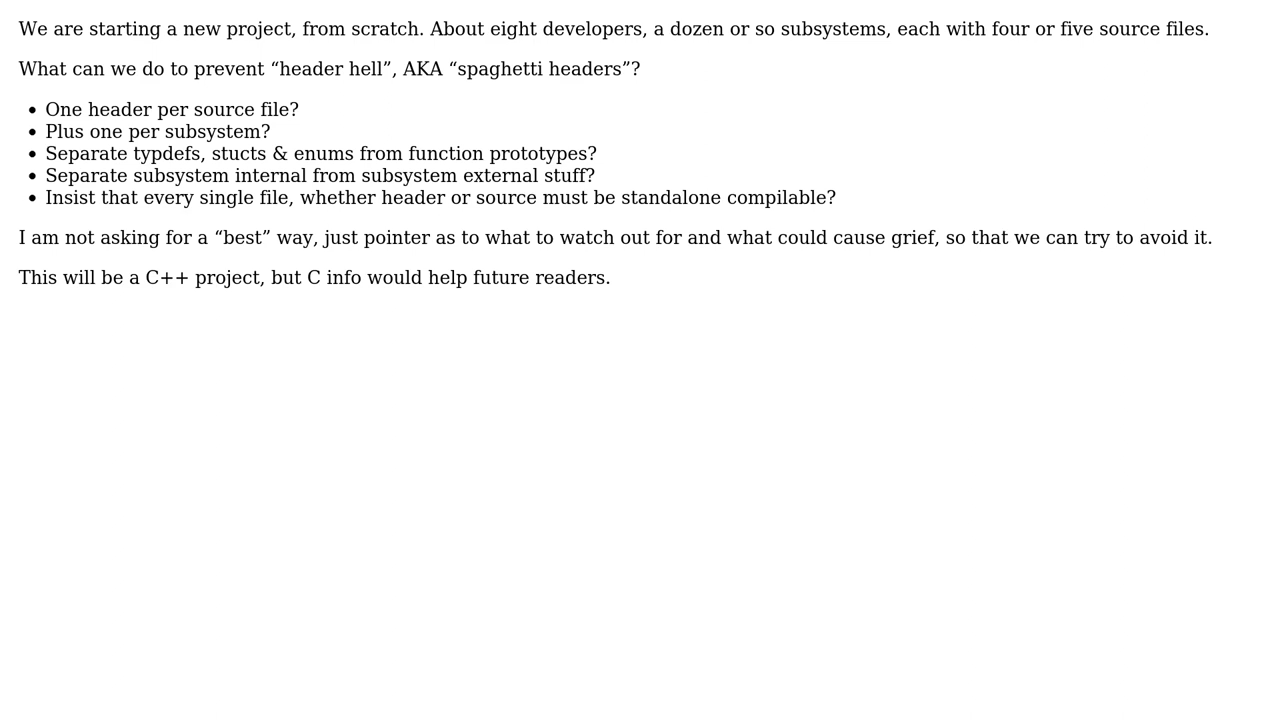 We are starting a new project, from scratch. About eight developers, a dozen or so subsystems, each with four or five source files.
What can we do to prevent “header hell”, AKA “spaghetti headers”?
• One header per source file?
• Plus one per subsystem?
• Separate typdefs, stucts & enums from function prototypes?
• Separate subsystem internal from subsystem external stuff?
• Insist that every single file, whether header or source must be standalone compilable?
I am not asking for a “best” way, just pointer as to what to watch out for and what could cause grief, so that we can try to avoid it.
This will be a C++ project, but C info would help future readers.